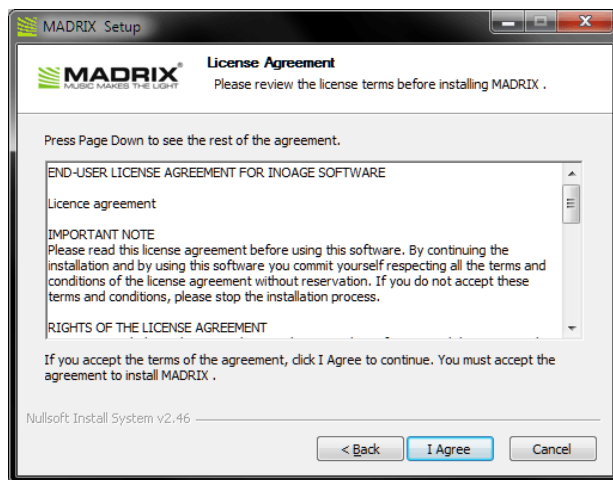 MADRIX Setup
MADRIX®
MUSIC MAKES THE LIGHT
License Agreement
Please review the license terms before installing MADRIX .
Press Page Down to see the rest of the agreement.
END-USER LICENSE AGREEMENT FOR INOAGE SOFTWARE
Licence agreement
IMPORTANT NOTE
Please read this license agreement before using this software. By continuing the
installation and by using this software you commit yourself respecting all the terms and
conditions of the license agreement without reservation. If you do not accept these
terms and conditions, please stop the installation process.
RIGHTS OF THE LICENSE AGREEMENT
If you accept the terms of the agreement, click I Agree to continue. You must accept the
agreement to install MADRIX .
Nullsoft Install System v2.46
< Back
I Agree
Cancel